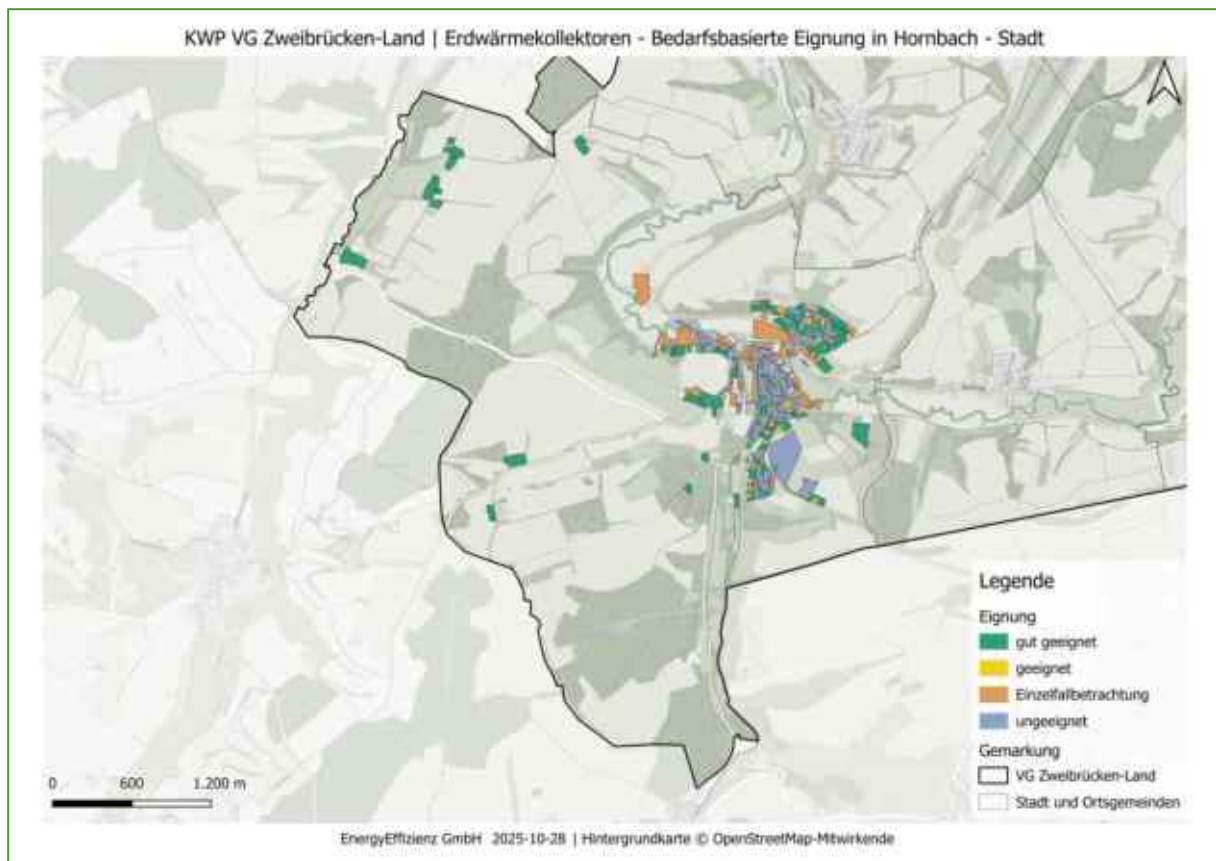 KWP VG Zweibrücken-Land | Erdwärmekollektoren - Bedarfsbasierte Eignung in Hornbach - Stadt
Legende
Eignung
gut geeignet
geeignet
Einzelfallbetrachtung
ungeeignet
Gemarkung
VG Zweibrücken-Land
Stadt und Ortsgemeinden
0 600 1.200 m
EnergyEffizienz GmbH 2025-10-28 | Hintergrundkarte © OpenStreetMap-Mitwirkende